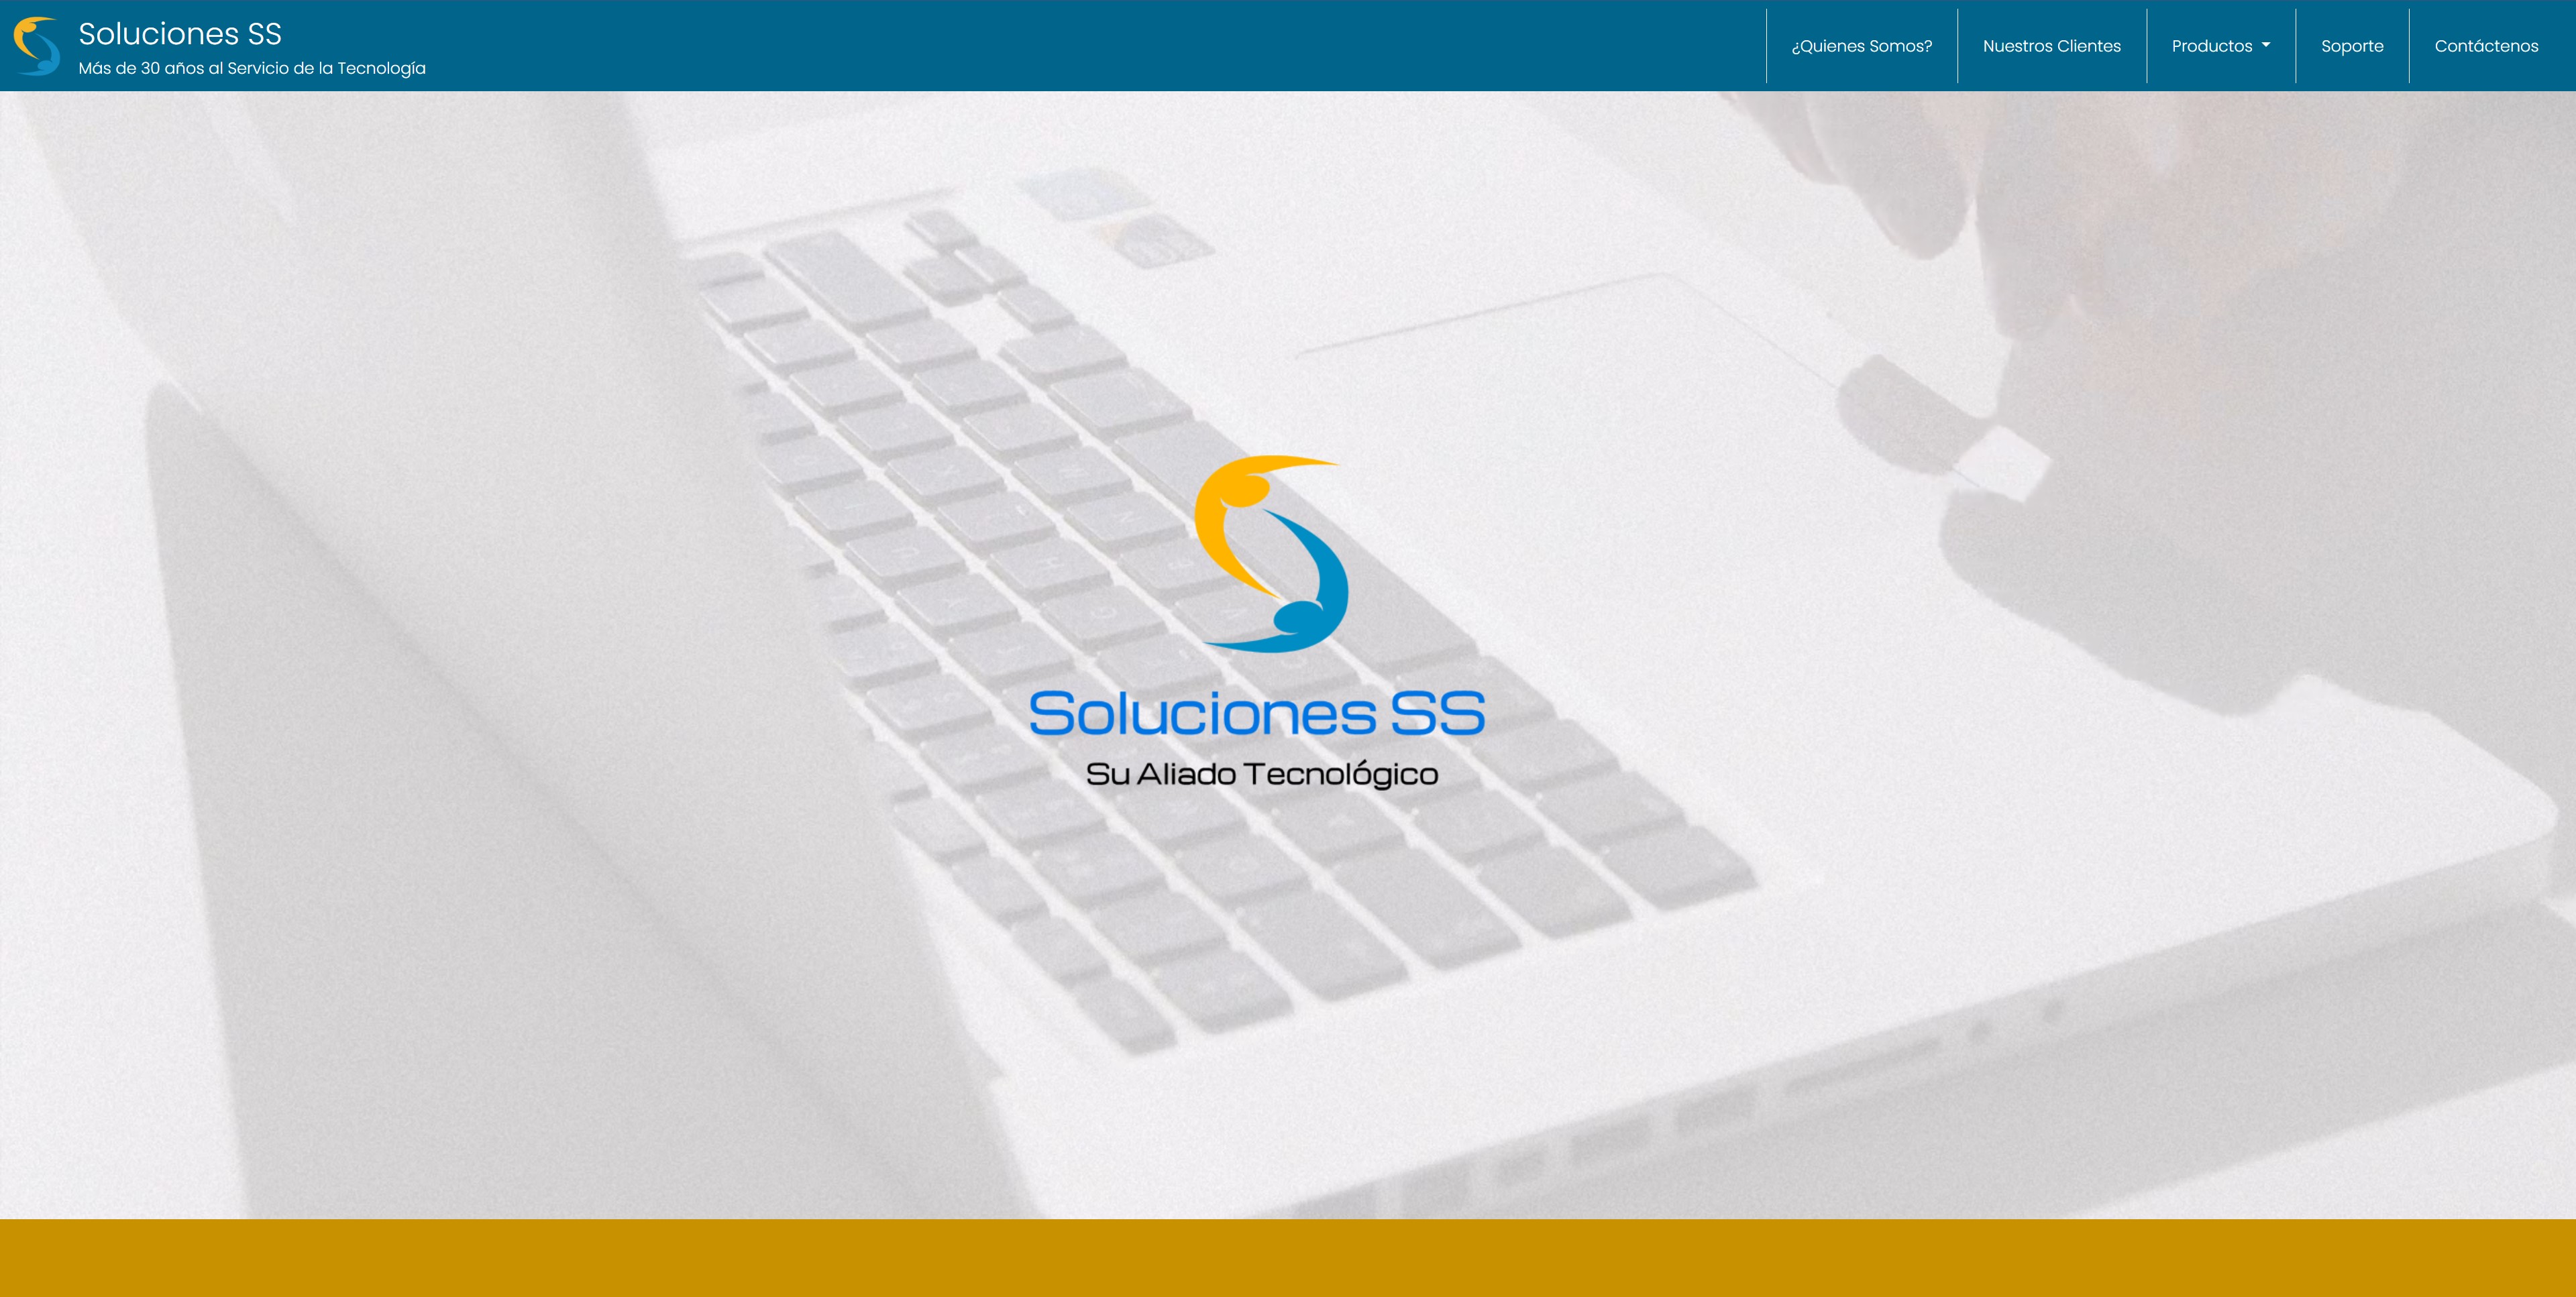 Soluciones SS
Más de 30 años al Servicio de la Tecnología
¿Quienes Somos?
Nuestros Clientes
Productos
Soporte
Contáctenos
Soluciones SS
Su Aliado Tecnológico